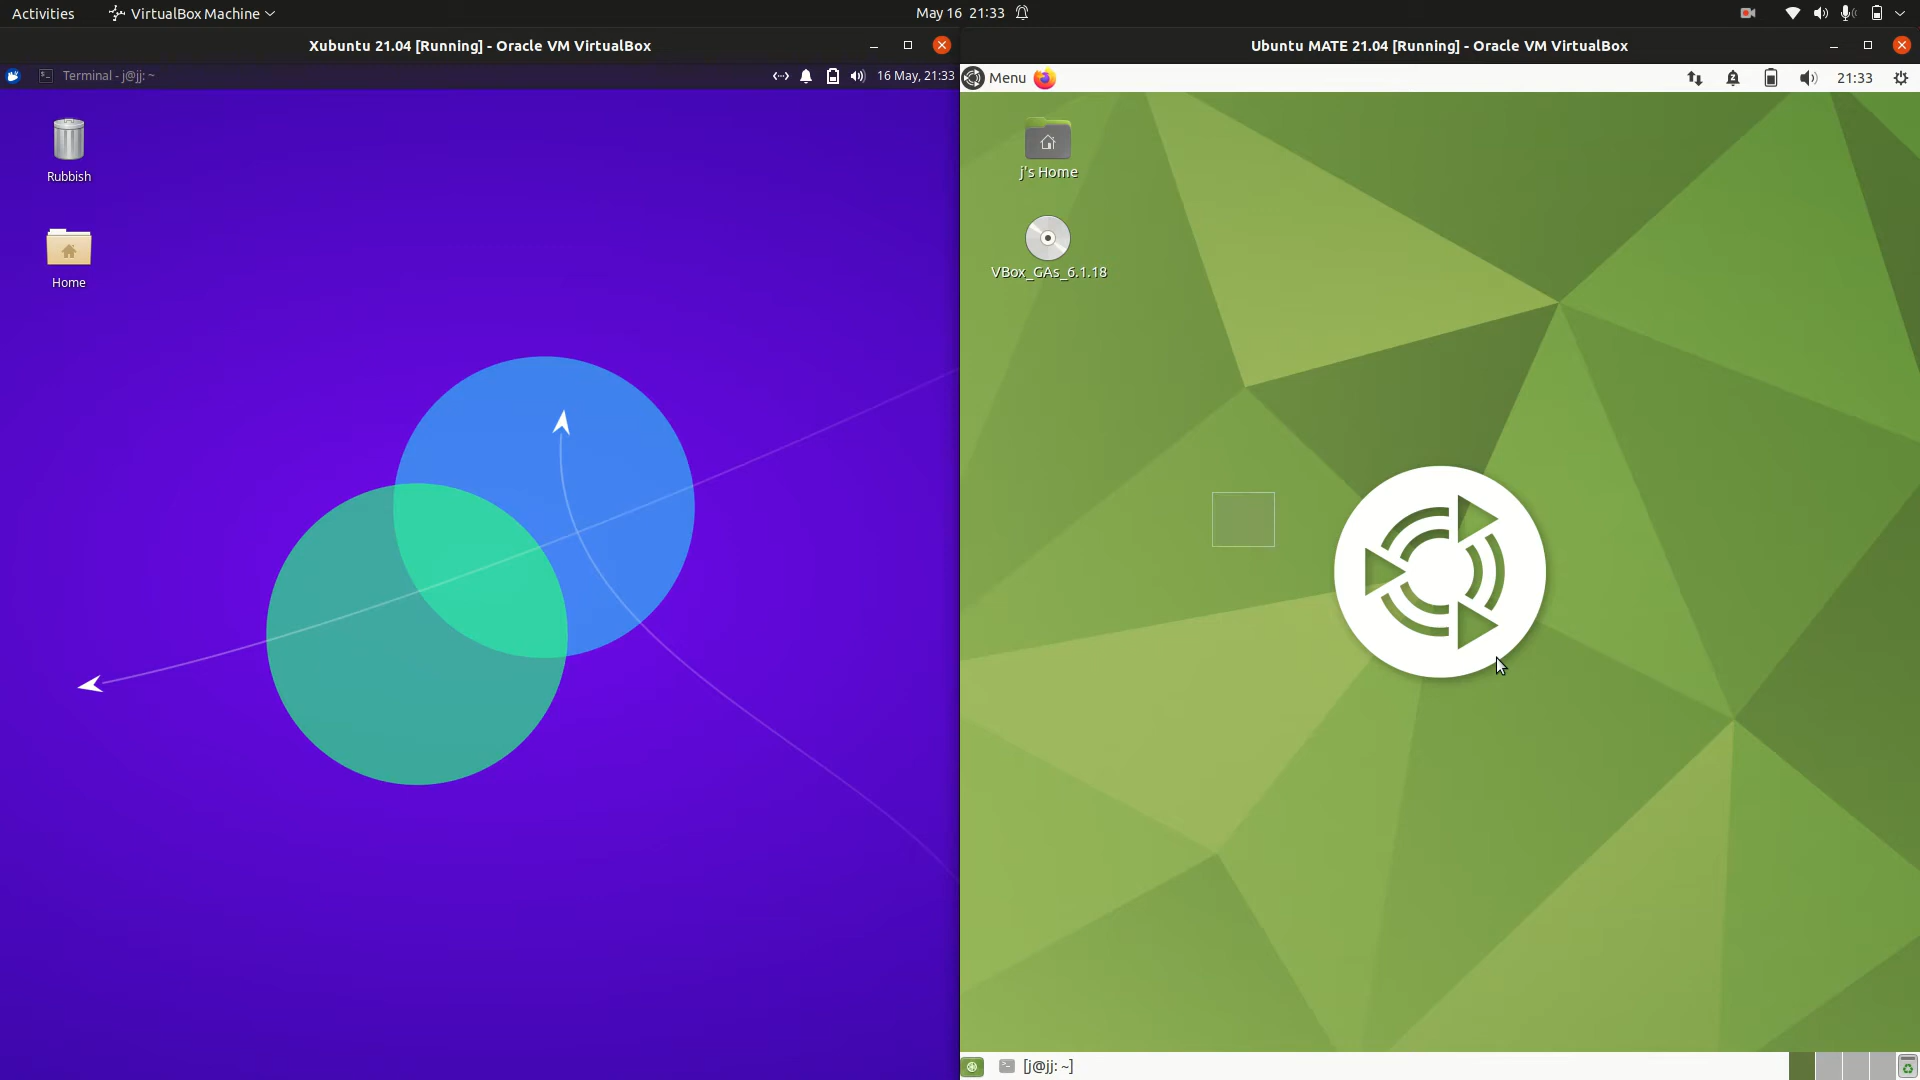 Activities
VirtualBox Machine
May 16 21:33
Xubuntu 21.04 [Running] - Oracle VM VirtualBox
Terminal - j@jj: ~
16 May, 21:33
Rubbish
Home
Ubuntu MATE 21.04 [Running] - Oracle VM VirtualBox
Menu
21:33
j's Home
VBox_GAs_6.1.18
[j@jj: ~]